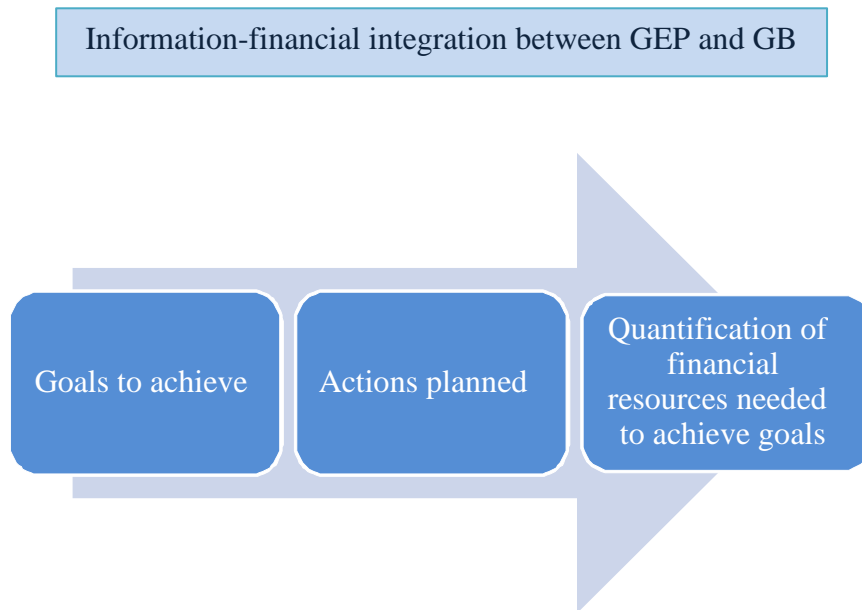 Information-financial integration between GEP and GB
Goals to achieve
Actions planned
Quantification of
financial
resources needed
to achieve goals